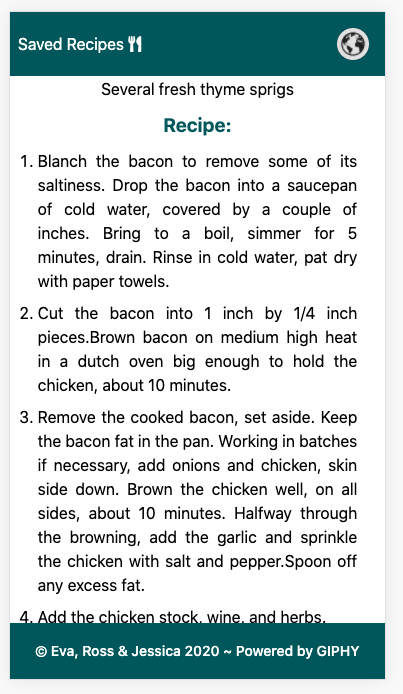 Saved Recipes
Several fresh thyme sprigs
Recipe:
1. Blanch the bacon to remove some of its
saltiness. Drop the bacon into a saucepan
of cold water, covered by a couple of
inches. Bring to a boil, simmer for 5
minutes, drain. Rinse in cold water, pat dry
with paper towels.
2. Cut the bacon into 1 inch by 1/4 inch
pieces.Brown bacon on medium high heat
in a dutch oven big enough to hold the
chicken, about 10 minutes.
3. Remove the cooked bacon, set aside. Keep
the bacon fat in the pan. Working in batches
if necessary, add onions and chicken, skin
side down. Brown the chicken well, on all
sides, about 10 minutes. Halfway through
the browning, add the garlic and sprinkle
the chicken with salt and pepper.Spoon off
any excess fat.
4. Add the chicken stock, wine, and herbs.
© Eva, Ross & Jessica 2020 ~ Powered by GIPHY